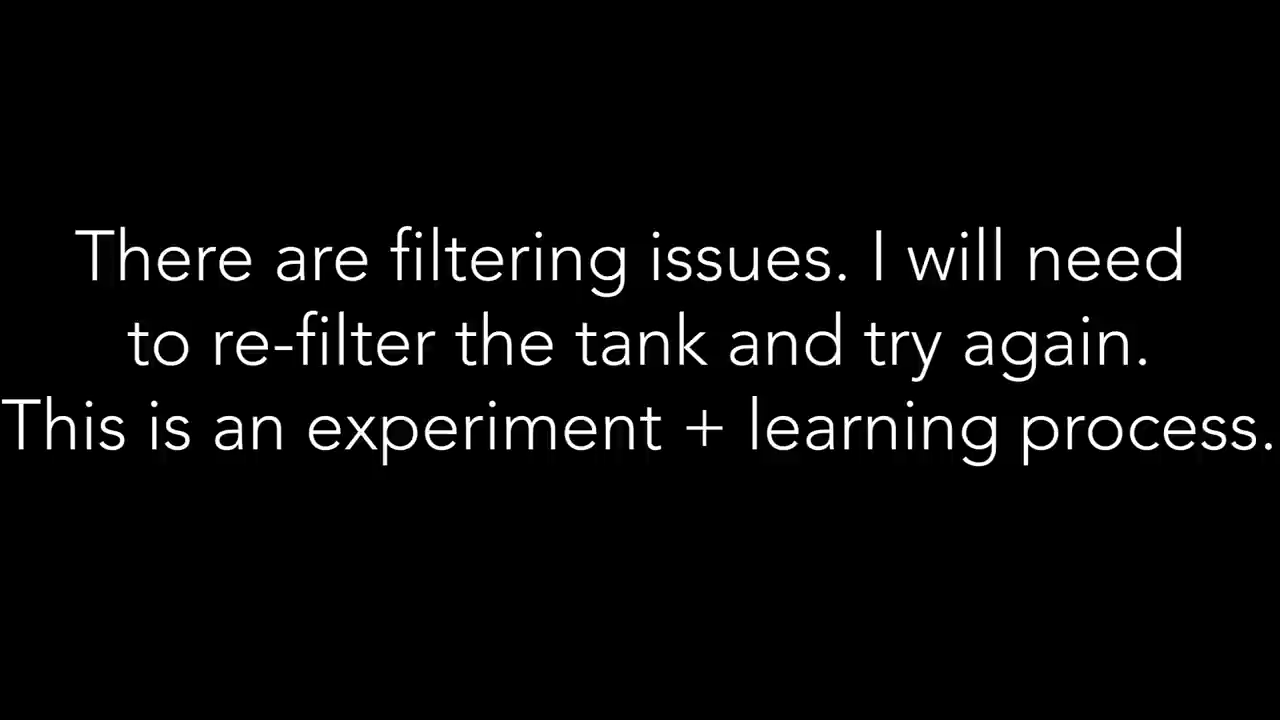 There are filtering issues. I will need
to re-filter the tank and try again.
This is an experiment + learning process.